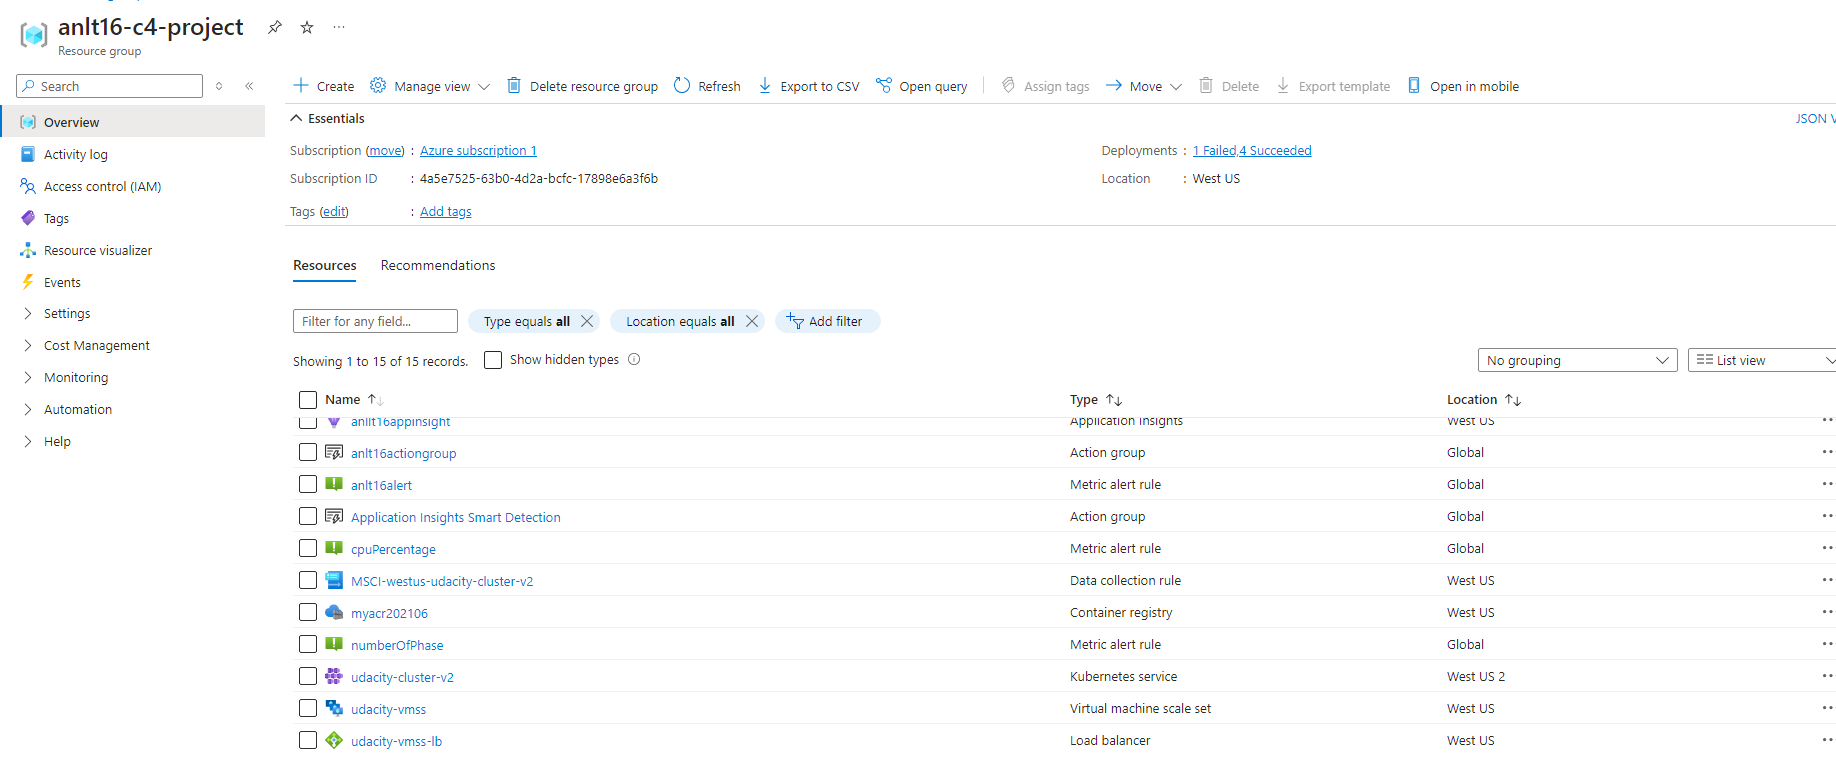 anlt16-c4-project
Resource group
Search
Create Manage view Delete resource group Refresh Export to CSV Open query Assign tags Move Delete Export template Open in mobile
Overview
Activity log
Access control (IAM)
Tags
Resource visualizer
Events
Settings
Cost Management
Monitoring
Automation
Help
Essentials
JSON V
Subscription (move) : Azure subscription 1
Deployments : 1 Failed,4 Succeeded
Subscription ID : 4a5e7525-63b0-4d2a-bcfc-17898e6a3f6b
Location : West US
Tags (edit) : Add tags
Resources Recommendations
Filter for any field... Type equals all Location equals all Add filter
Showing 1 to 15 of 15 records. Show hidden types
No grouping List view
Name Type Location
anllt16appinsight Application Insights West US
anlt16actiongroup Action group Global
anlt16alert Metric alert rule Global
Application Insights Smart Detection Action group Global
cpuPercentage Metric alert rule Global
MSCI-westus-udacity-cluster-v2 Data collection rule West US
myacr202106 Container registry West US
numberOfPhase Metric alert rule Global
udacity-cluster-v2 Kubernetes service West US 2
udacity-vmss Virtual machine scale set West US
udacity-vmss-lb Load balancer West US